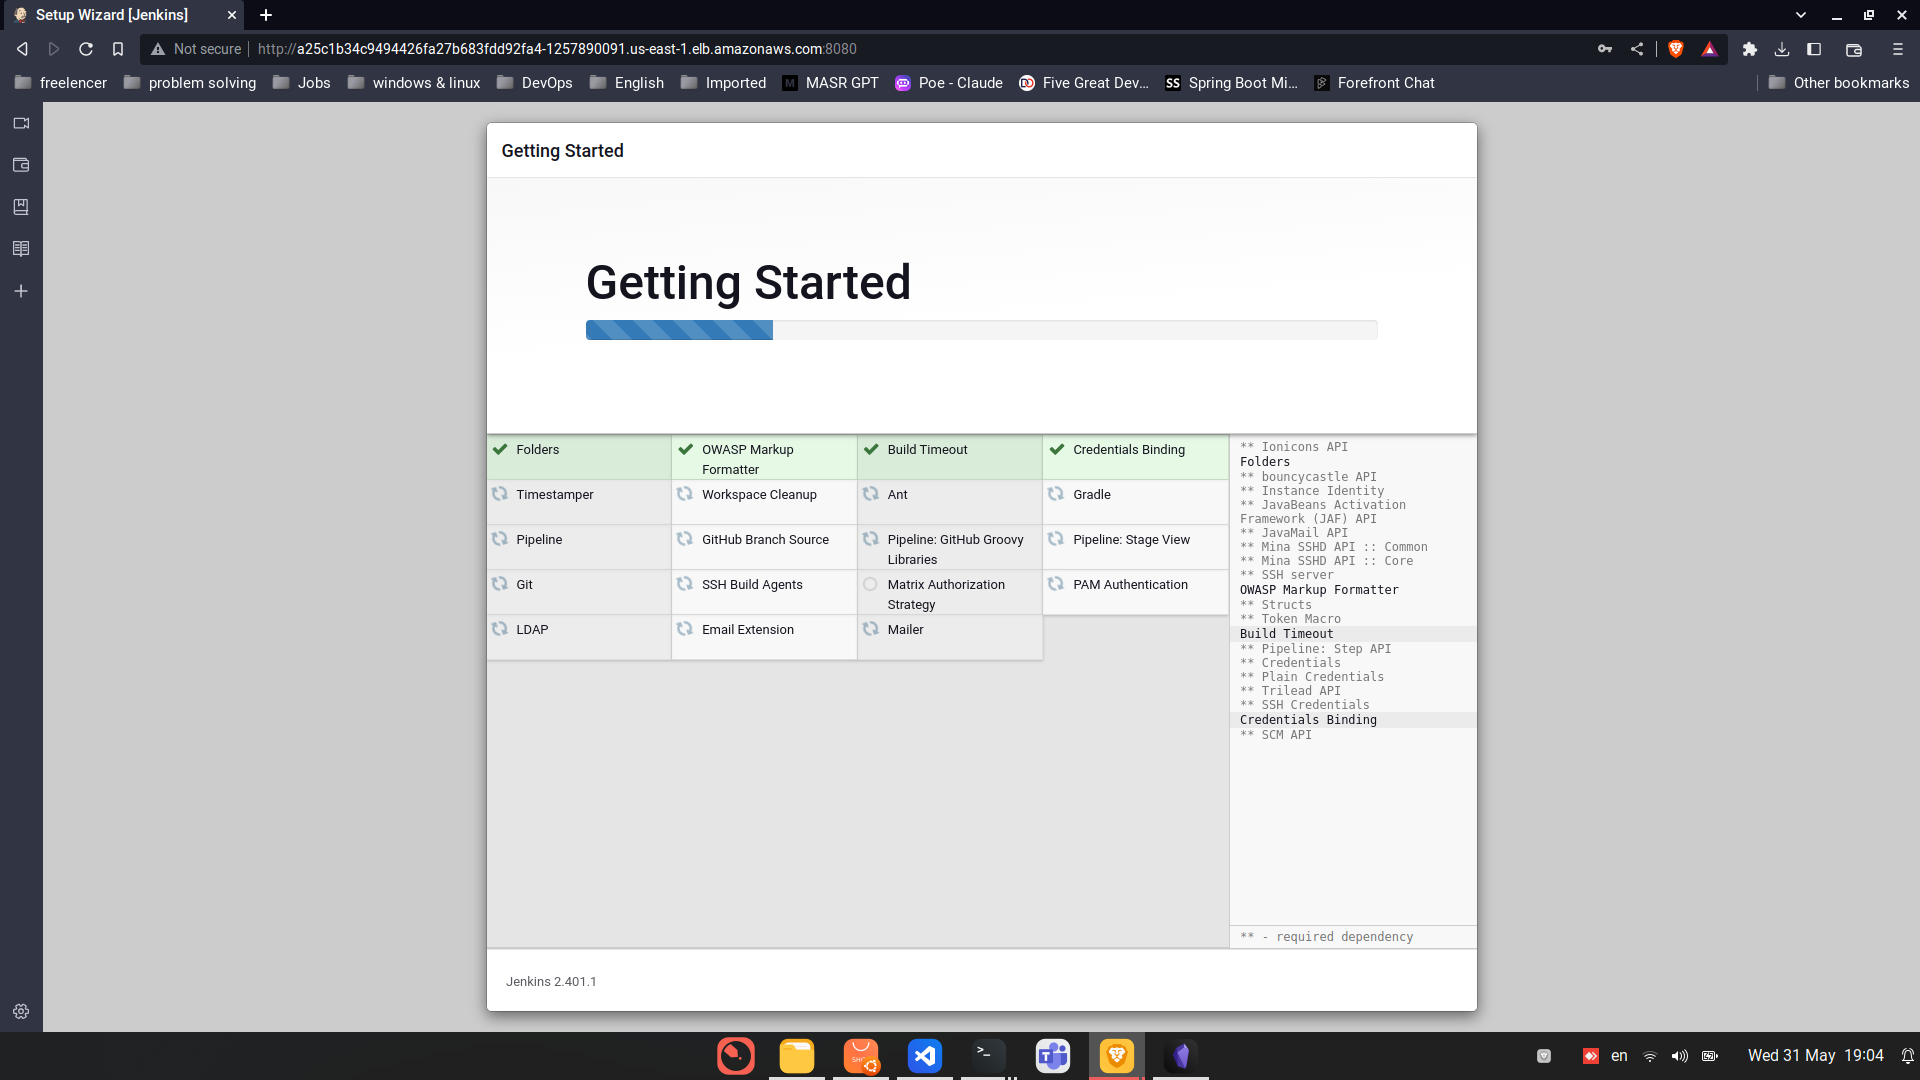 Setup Wizard [Jenkins]
Not secure
http://a25c1b34c9494426fa27b683fdd92fa4-1257890091.us-east-1.elb.amazonaws.com:8080
freelencer
problem solving
Jobs
windows & linux
DevOps
English
Imported
MASR GPT
Poe - Claude
Five Great Dev...
Spring Boot Mi...
Forefront Chat
Other bookmarks
Getting Started
Getting Started
Folders
OWASP Markup
Formatter
Build Timeout
Credentials Binding
Timestamper
Workspace Cleanup
Ant
Gradle
Pipeline
GitHub Branch Source
Pipeline: GitHub Groovy
Libraries
Pipeline: Stage View
Git
SSH Build Agents
Matrix Authorization
Strategy
PAM Authentication
LDAP
Email Extension
Mailer
** Ionicons API
Folders
** bouncycastle API
** Instance Identity
** JavaBeans Activation
Framework (JAF) API
** JavaMail API
** Mina SSHD API :: Common
** Mina SSHD API :: Core
** SSH server
OWASP Markup Formatter
** Structs
** Token Macro
Build Timeout
** Pipeline: Step API
** Credentials
** Plain Credentials
** Trilead API
** SSH Credentials
Credentials Binding
** SCM API
** - required dependency
Jenkins 2.401.1
en
Wed 31 May 19:04